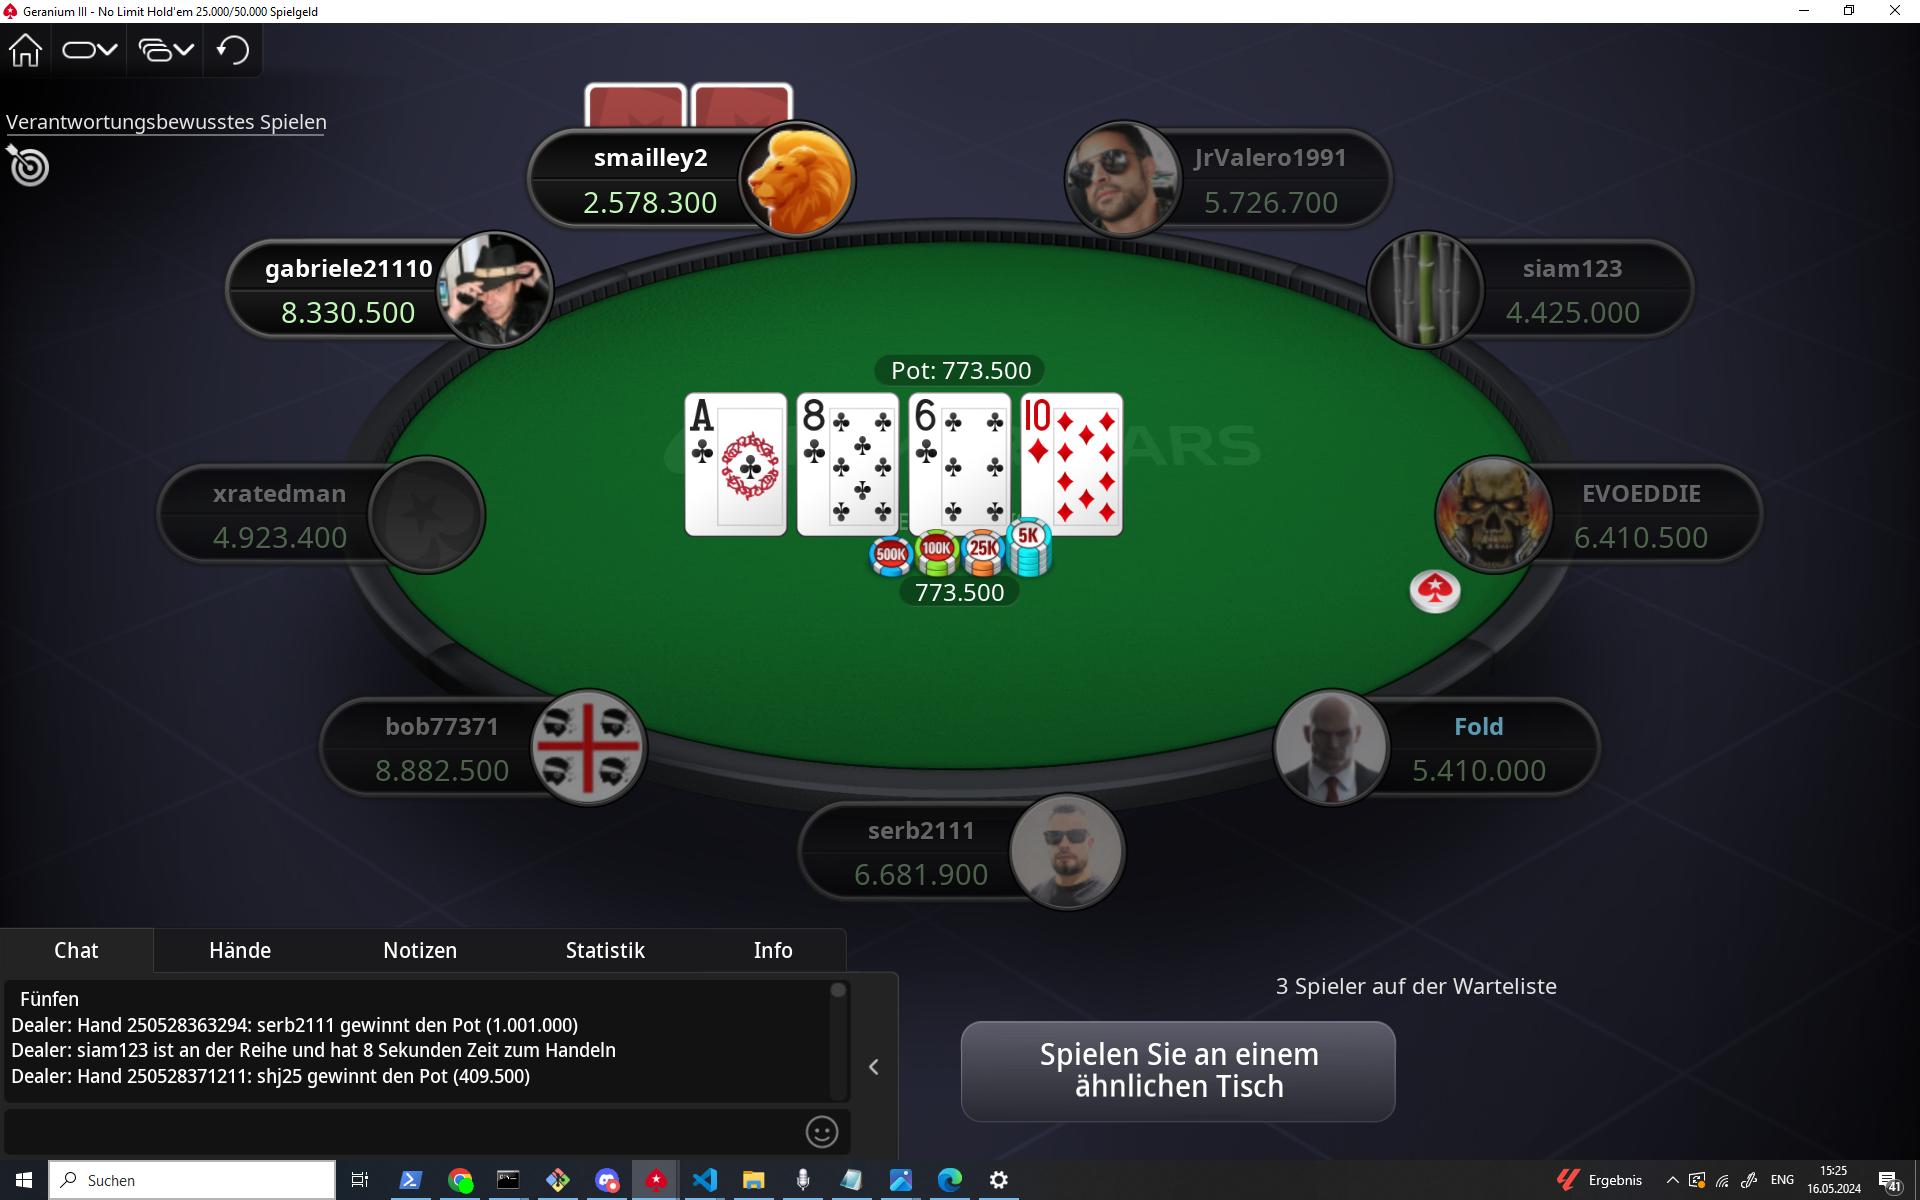 Geranium III - No Limit Hold'em 25.000/50.000 Spielgeld
Verantwortungsbewusstes Spielen
smailley2
2.578.300
JrValero1991
5.726.700
gabriele21110
8.330.500
siam123
4.425.000
Pot: 773.500
A
8
6
10
ARS
xratedman
4.923.400
EVOEDDIE
6.410.500
500K
100K
25K
5K
773.500
bob77371
8.882.500
Fold
5.410.000
serb2111
6.681.900
Chat
Hände
Notizen
Statistik
Info
Fünfen
Dealer: Hand 250528363294: serb2111 gewinnt den Pot (1.001.000)
Dealer: siam123 ist an der Reihe und hat 8 Sekunden Zeit zum Handeln
Dealer: Hand 250528371211: shj25 gewinnt den Pot (409.500)
3 Spieler auf der Warteliste
Spielen Sie an einem
ähnlichen Tisch
Suchen
Ergebnis
ENG
15:25
16.05.2024
41